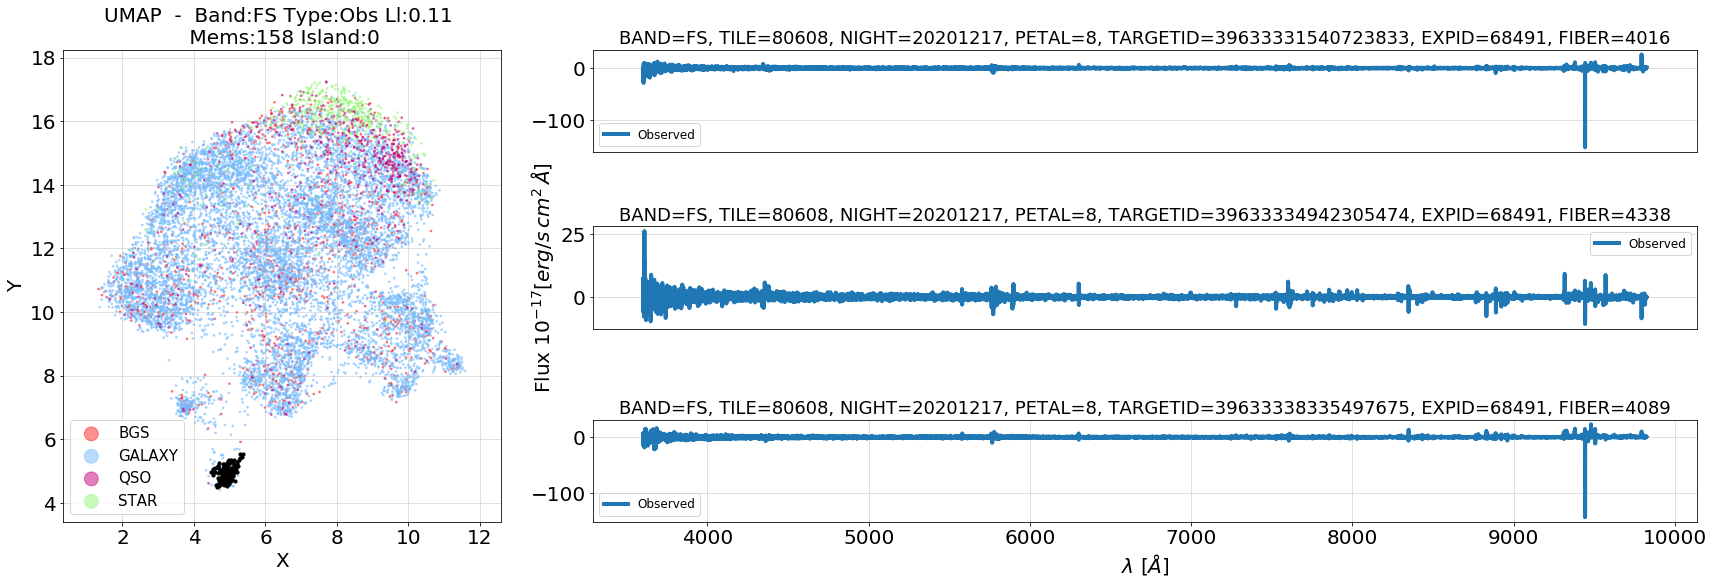 UMAP  -  Band:FS Type:Obs Ll:0.11
Mems:158 Island:0
18
16
14
12
10
8
6
4
Y
2
4
6
8
10
12
X
BGS
GALAXY
QSO
STAR
BAND=FS, TILE=80608, NIGHT=20201217, PETAL=8, TARGETID=39633331540723833, EXPID=68491, FIBER=4016
0
−100
Observed
BAND=FS, TILE=80608, NIGHT=20201217, PETAL=8, TARGETID=39633334942305474, EXPID=68491, FIBER=4338
25
0
Observed
Flux 10⁻¹⁷[erg/s cm² Å]
BAND=FS, TILE=80608, NIGHT=20201217, PETAL=8, TARGETID=39633338335497675, EXPID=68491, FIBER=4089
0
−100
Observed
4000
5000
6000
7000
8000
9000
10000
λ [Å]